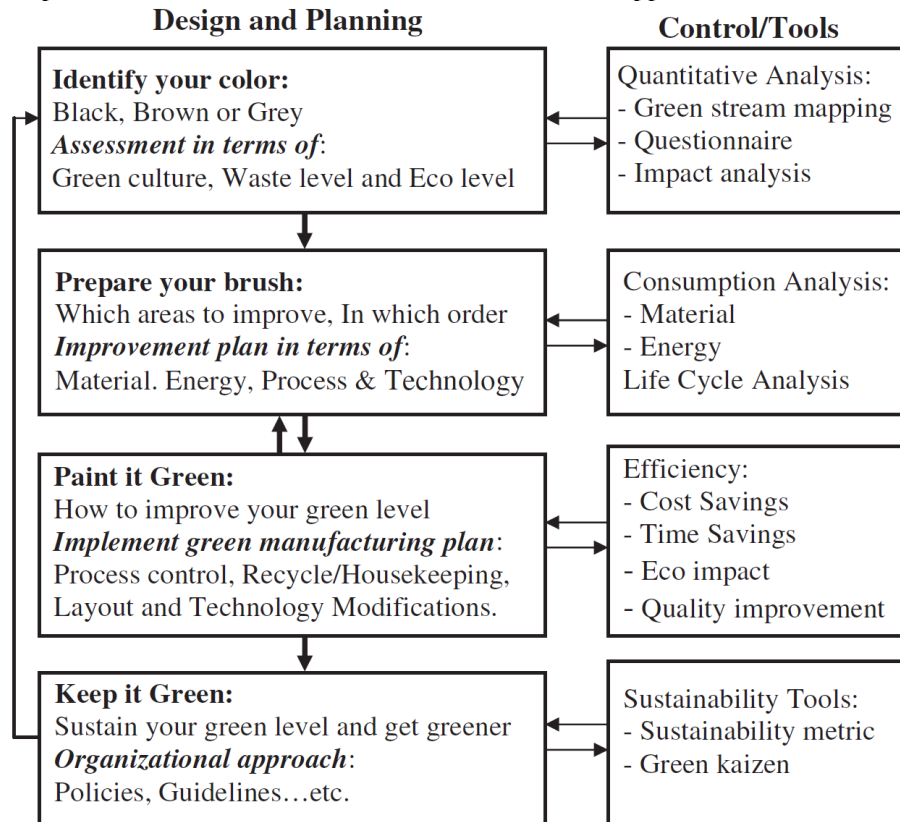 Design and Planning
Control/Tools
Identify your color:
Black, Brown or Grey
Assessment in terms of:
Green culture, Waste level and Eco level
Quantitative Analysis:
- Green stream mapping
- Questionnaire
- Impact analysis
Prepare your brush:
Which areas to improve, In which order
Improvement plan in terms of:
Material. Energy, Process & Technology
Consumption Analysis:
- Material
- Energy
Life Cycle Analysis
Paint it Green:
How to improve your green level
Implement green manufacturing plan:
Process control, Recycle/Housekeeping,
Layout and Technology Modifications.
Efficiency:
- Cost Savings
- Time Savings
- Eco impact
- Quality improvement
Keep it Green:
Sustain your green level and get greener
Organizational approach:
Policies, Guidelines…etc.
Sustainability Tools:
- Sustainability metric
- Green kaizen